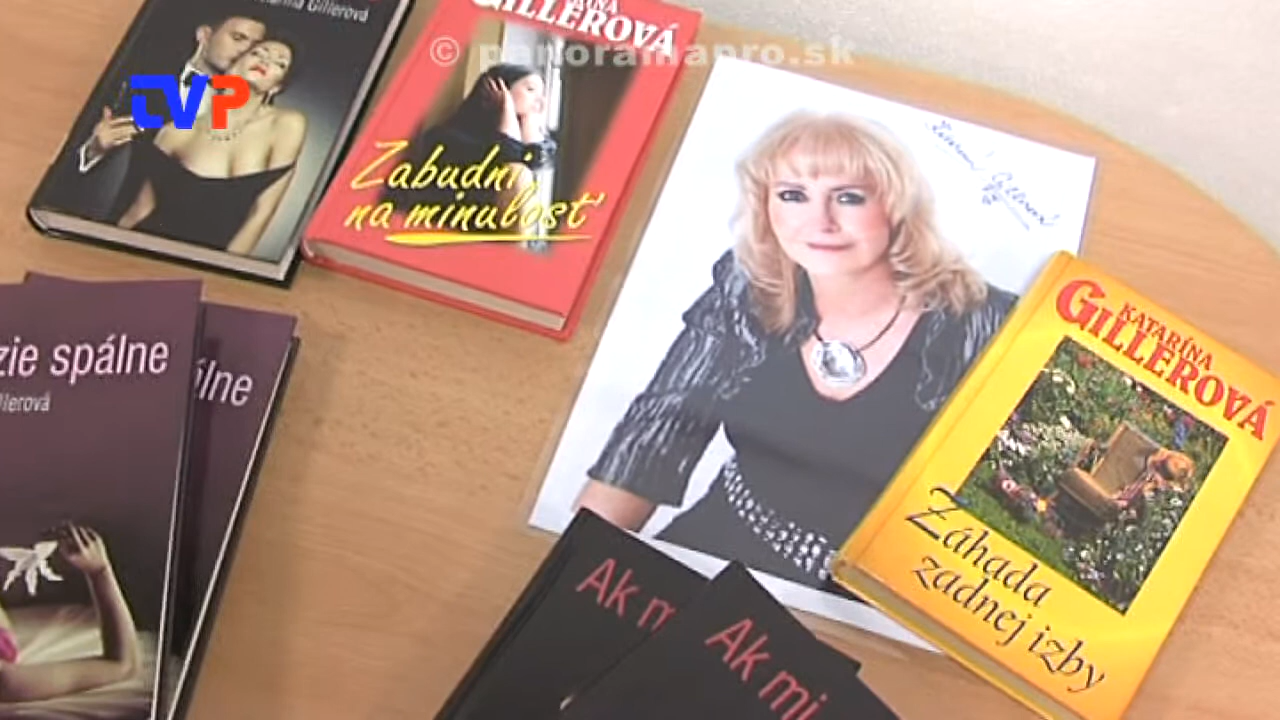 Gillerová
GILLEROVÁ
© panoramapro.sk
TVP
Zabudni
na minulosť
KATARÍNA
GILLEROVÁ
zie spálne
llerová
álne
Záhada
zadnej izby
Ak m
Ak mi